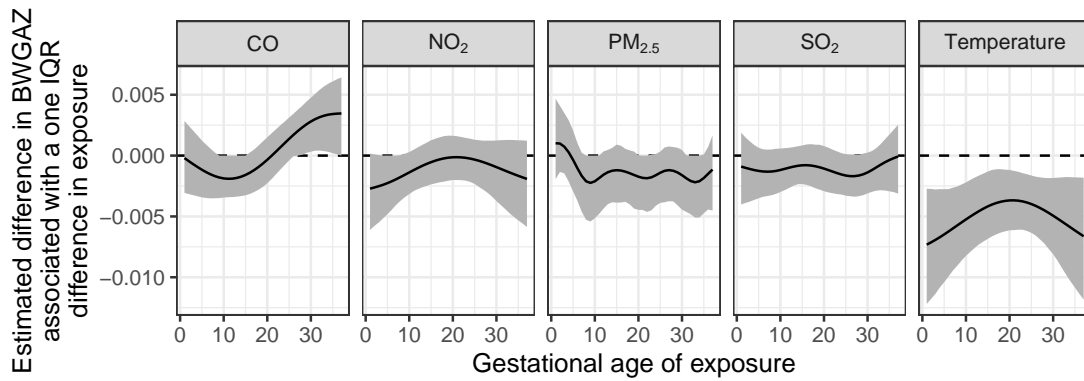 Estimated difference in BWGAZ
associated with a one IQR
difference in exposure
CO NO₂ PM₂.₅ SO₂ Temperature
0.005
0.000
−0.005
−0.010
0 10 20 30 0 10 20 30 0 10 20 30 0 10 20 30 0 10 20 30
Gestational age of exposure